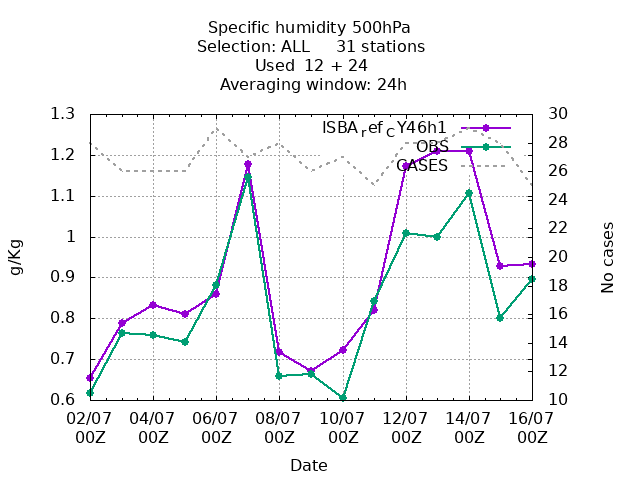 Specific humidity 500hPa
Selection: ALL     31 stations
Used  12 + 24
Averaging window: 24h
1.3
1.2
1.1
1
0.9
0.8
0.7
0.6
g/Kg
ISBA_ref_CY46h1
OBS
CASES
30
28
26
24
22
20
18
16
14
12
10
No cases
02/07 04/07 06/07 08/07 10/07 12/07 14/07 16/07
00Z 00Z 00Z 00Z 00Z 00Z 00Z 00Z
Date